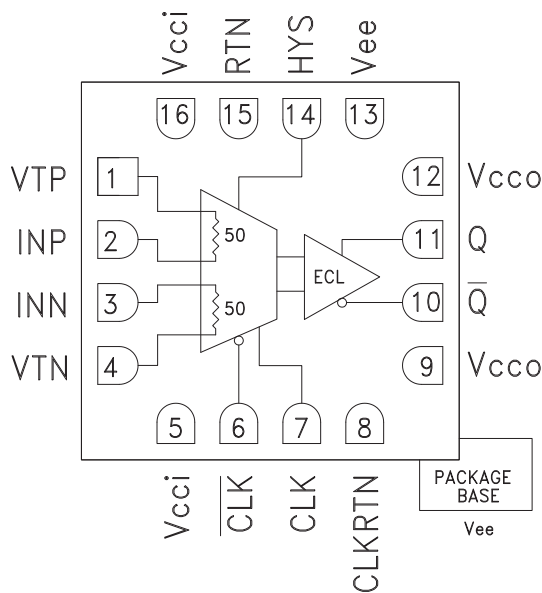 Vcci
RTN
HYS
Vee
16
15
14
13
VTP
1
12
Vcco
INP
2
50
11
Q
ECL
INN
3
50
10
Q̅
VTN
4
9
Vcco
5
6
7
8
Vcci
C̅L̅K̅
CLK
CLKRTN
PACKAGE
BASE
Vee